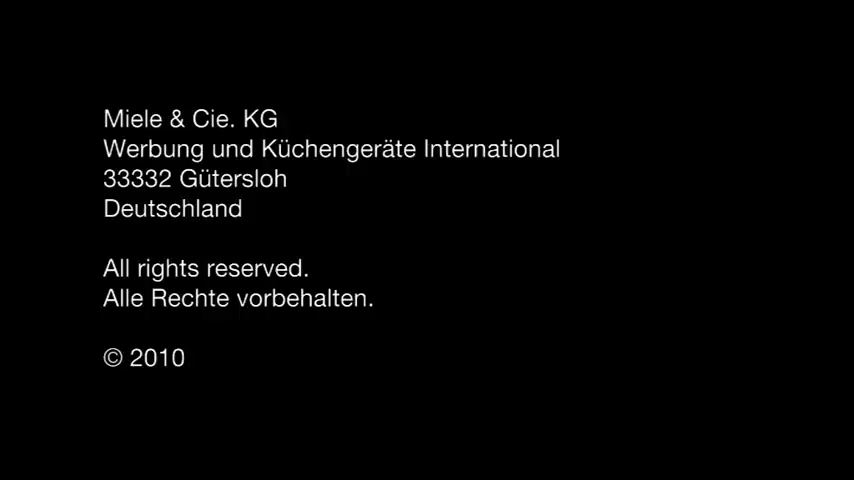 Miele & Cie. KG
Werbung und Küchengeräte International
33332 Gütersloh
Deutschland
All rights reserved.
Alle Rechte vorbehalten.
© 2010